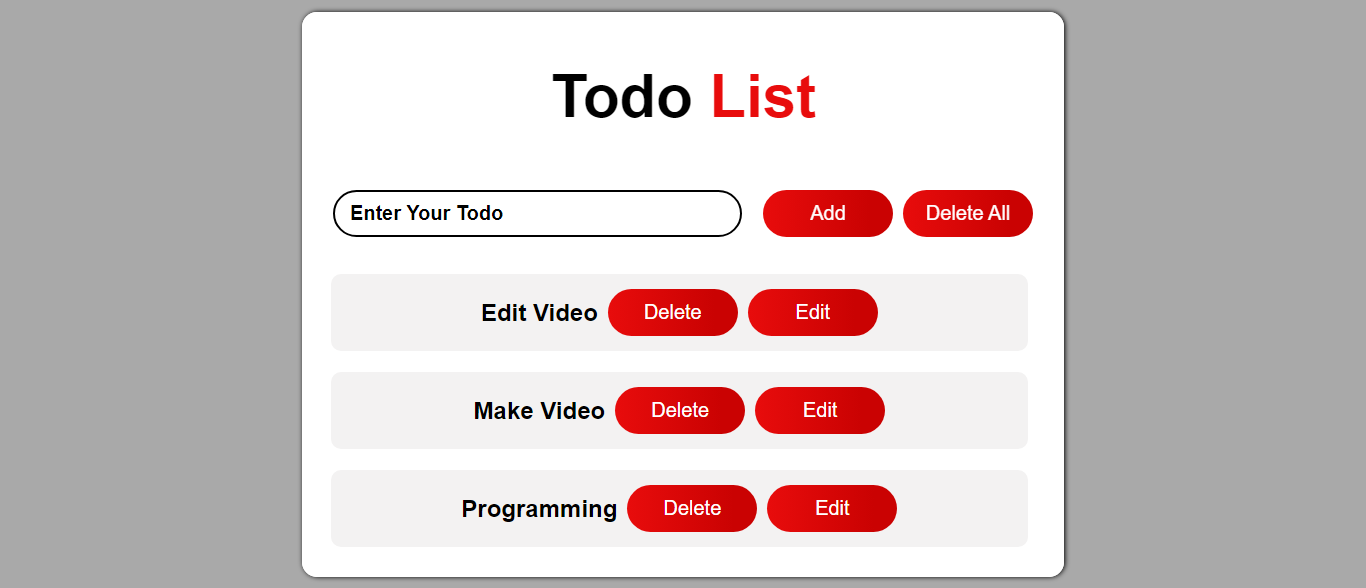 Todo List
Enter Your Todo Add Delete All
Edit Video Delete Edit
Make Video Delete Edit
Programming Delete Edit